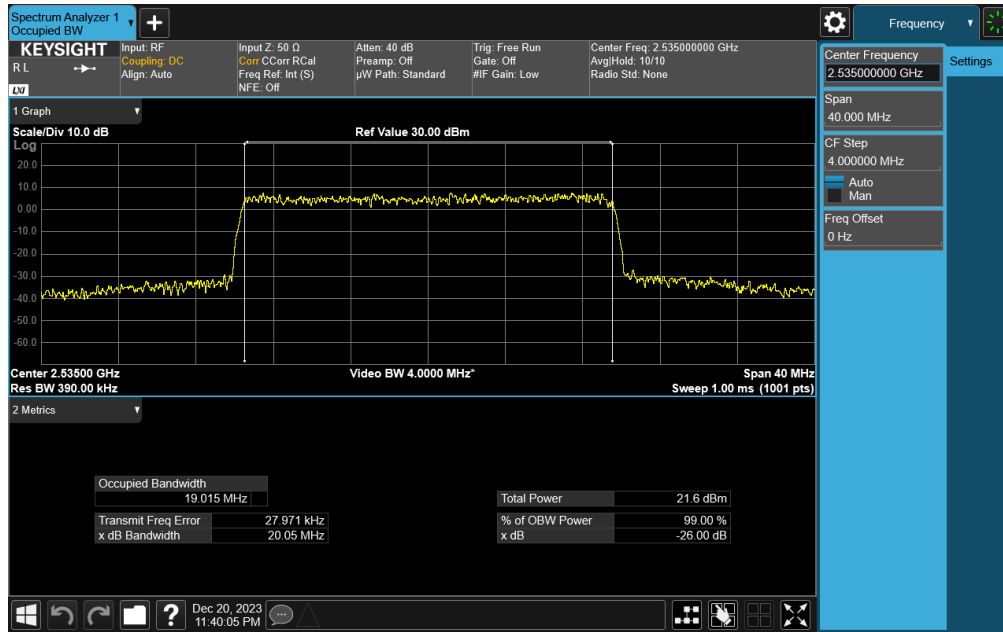 Spectrum Analyzer 1
Occupied BW
Frequency
KEYSIGHT
R L
LXI
Input: RF
Coupling: DC
Align: Auto
Input Z: 50 Ω
Corr CCorr RCal
Freq Ref: Int (S)
NFE: Off
Atten: 40 dB
Preamp: Off
µW Path: Standard
Trig: Free Run
Gate: Off
#IF Gain: Low
Center Freq: 2.535000000 GHz
Avg|Hold: 10/10
Radio Std: None
Center Frequency
2.535000000 GHz
Settings
Span
40.000 MHz
CF Step
4.000000 MHz
Auto
Man
Freq Offset
0 Hz
1 Graph
Scale/Div 10.0 dB
Ref Value 30.00 dBm
Log
20.0
10.0
0.00
-10.0
-20.0
-30.0
-40.0
-50.0
-60.0
Center 2.53500 GHz
Video BW 4.0000 MHz*
Span 40 MHz
Res BW 390.00 kHz
Sweep 1.00 ms (1001 pts)
2 Metrics
Occupied Bandwidth
19.015 MHz
Total Power 21.6 dBm
Transmit Freq Error 27.971 kHz
% of OBW Power 99.00 %
x dB Bandwidth 20.05 MHz
x dB -26.00 dB
?
Dec 20, 2023
11:40:05 PM